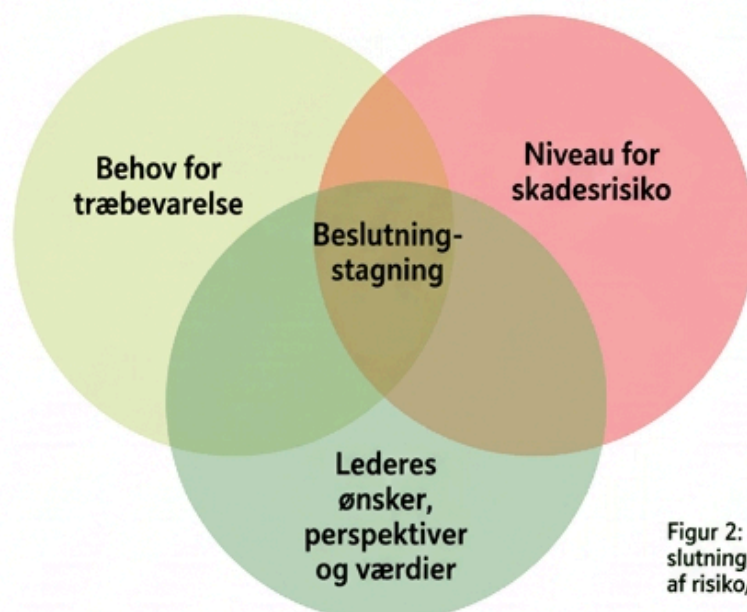 Behov for
træbevarelse
Niveau for
skadesrisiko
Beslutning-
stagning
Lederes
ønsker,
perspektiver
og værdier
Figur 2:
slutning
af risiko,